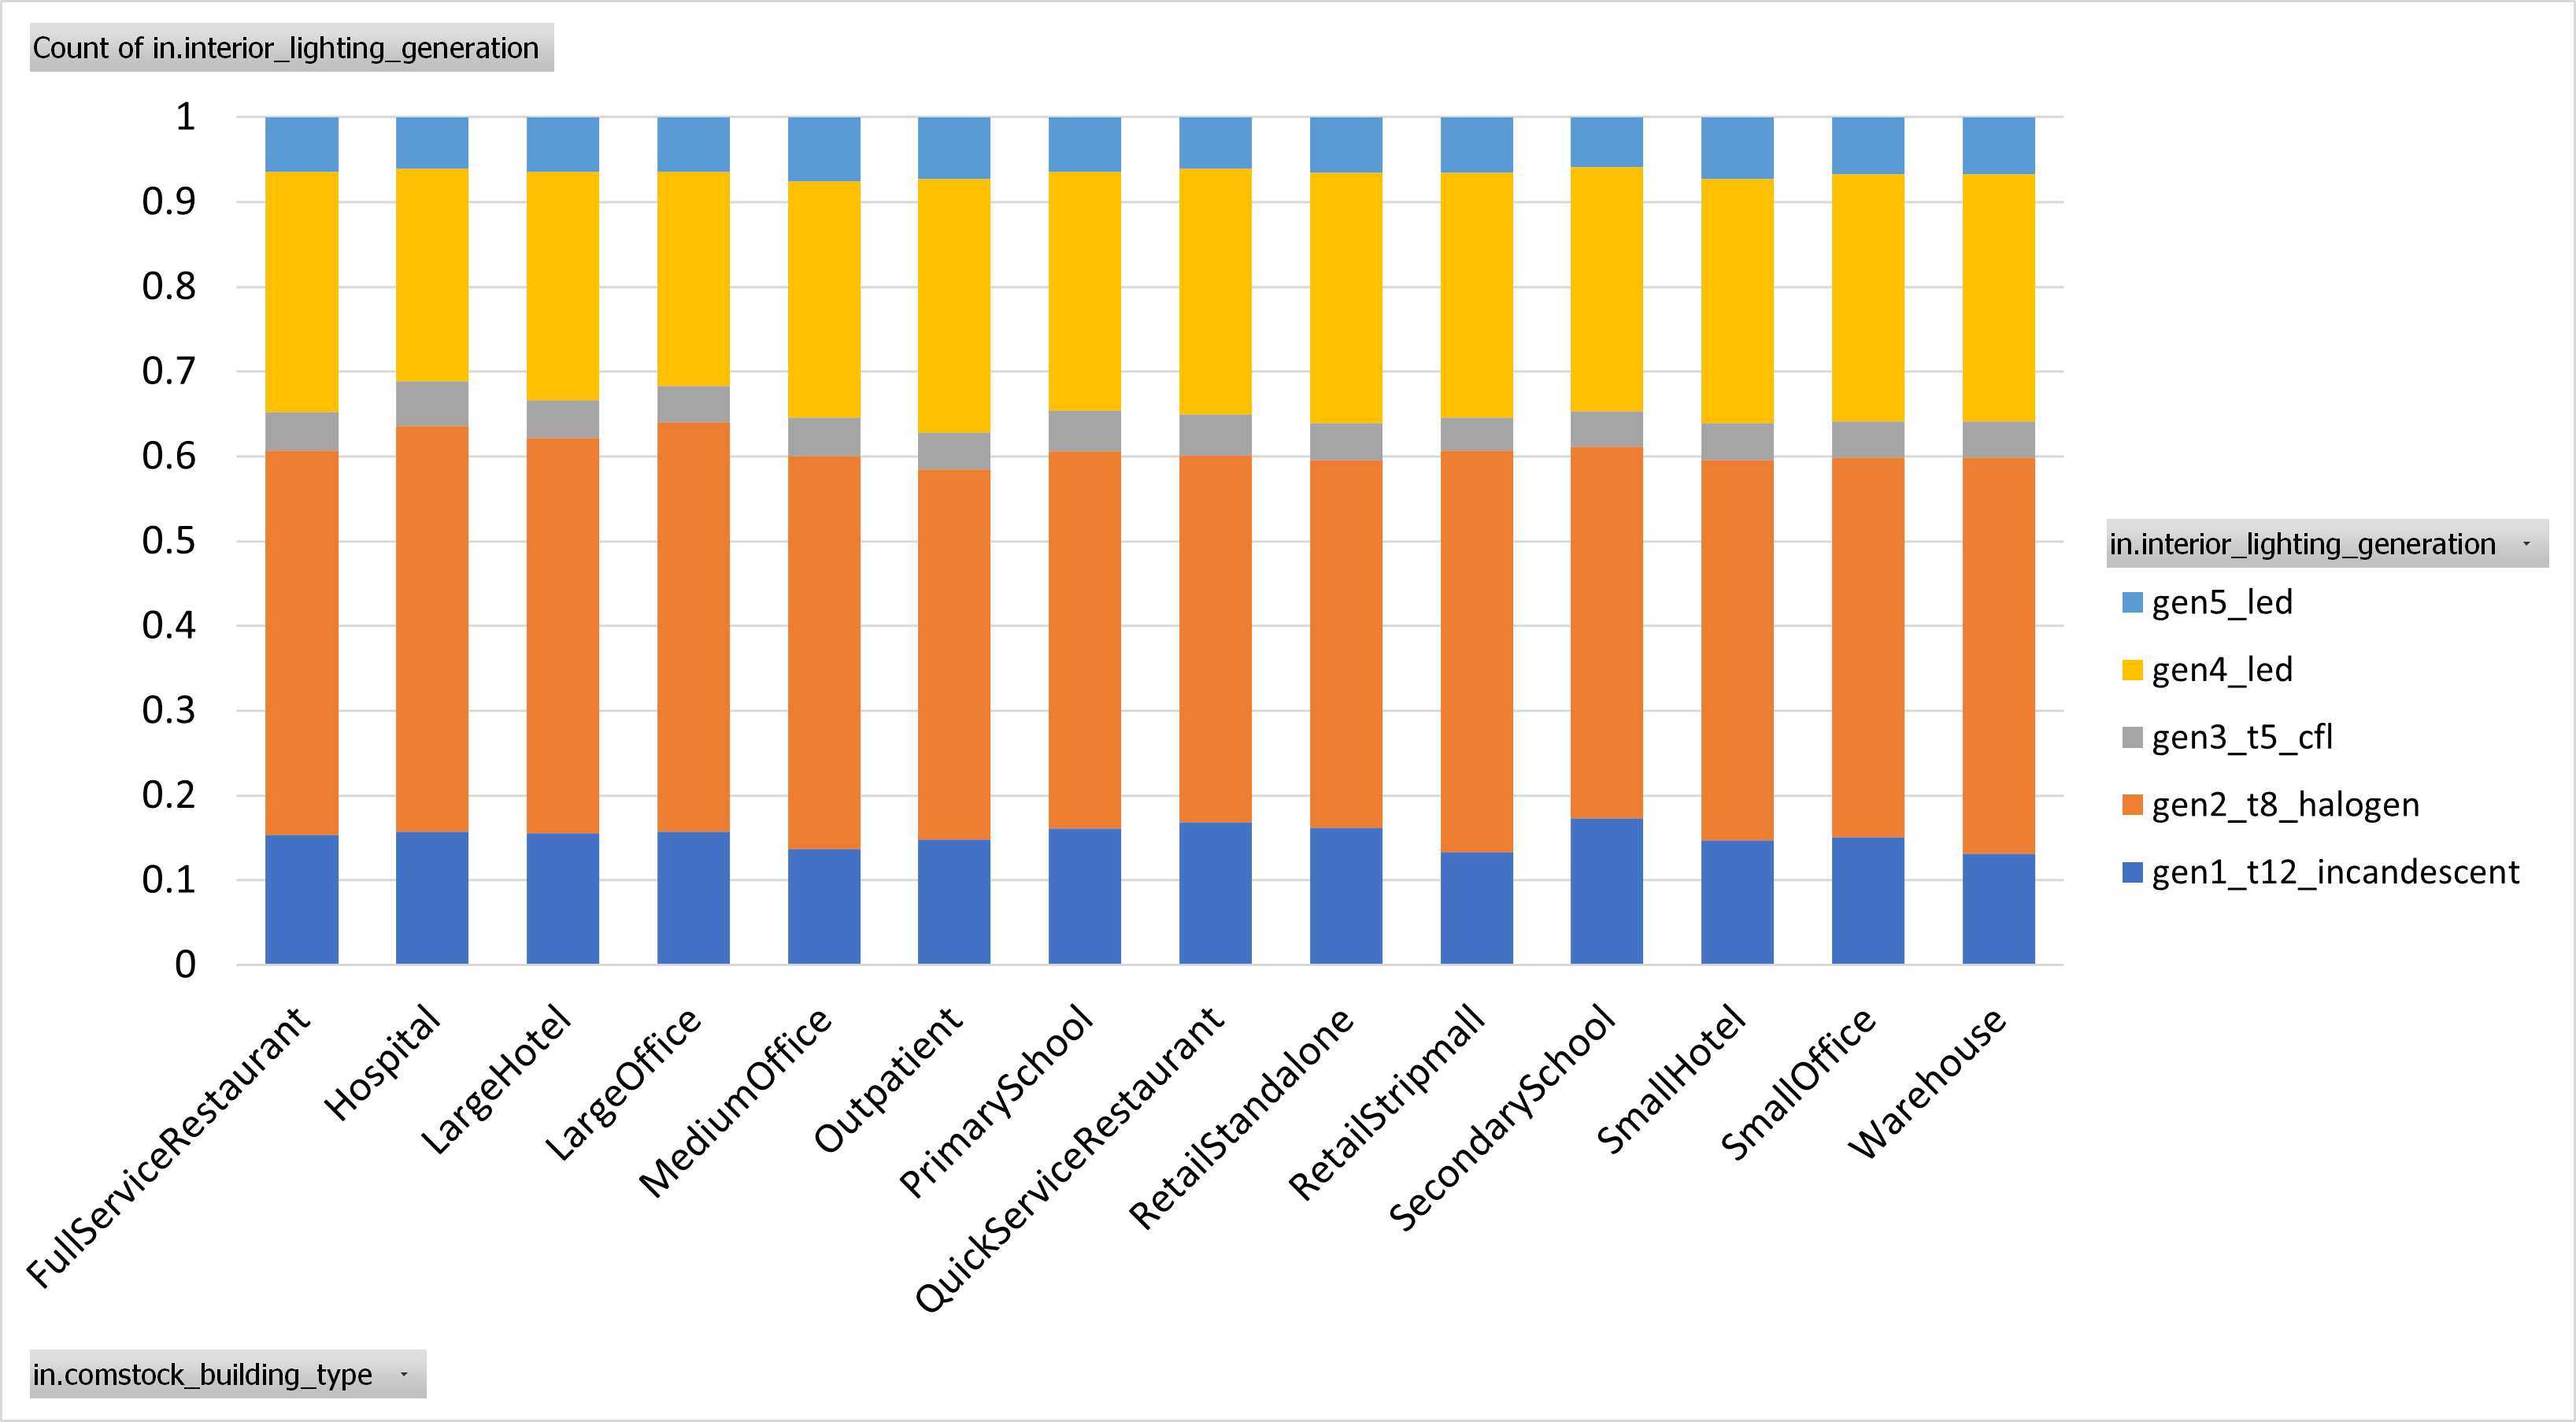 Count of in.interior_lighting_generation
1
0.9
0.8
0.7
0.6
0.5
0.4
0.3
0.2
0.1
0
FullServiceRestaurant
Hospital
LargeHotel
LargeOffice
MediumOffice
Outpatient
PrimarySchool
QuickServiceRestaurant
RetailStandalone
RetailStripmall
SecondarySchool
SmallHotel
SmallOffice
Warehouse
in.interior_lighting_generation
gen5_led
gen4_led
gen3_t5_cfl
gen2_t8_halogen
gen1_t12_incandescent
in.comstock_building_type